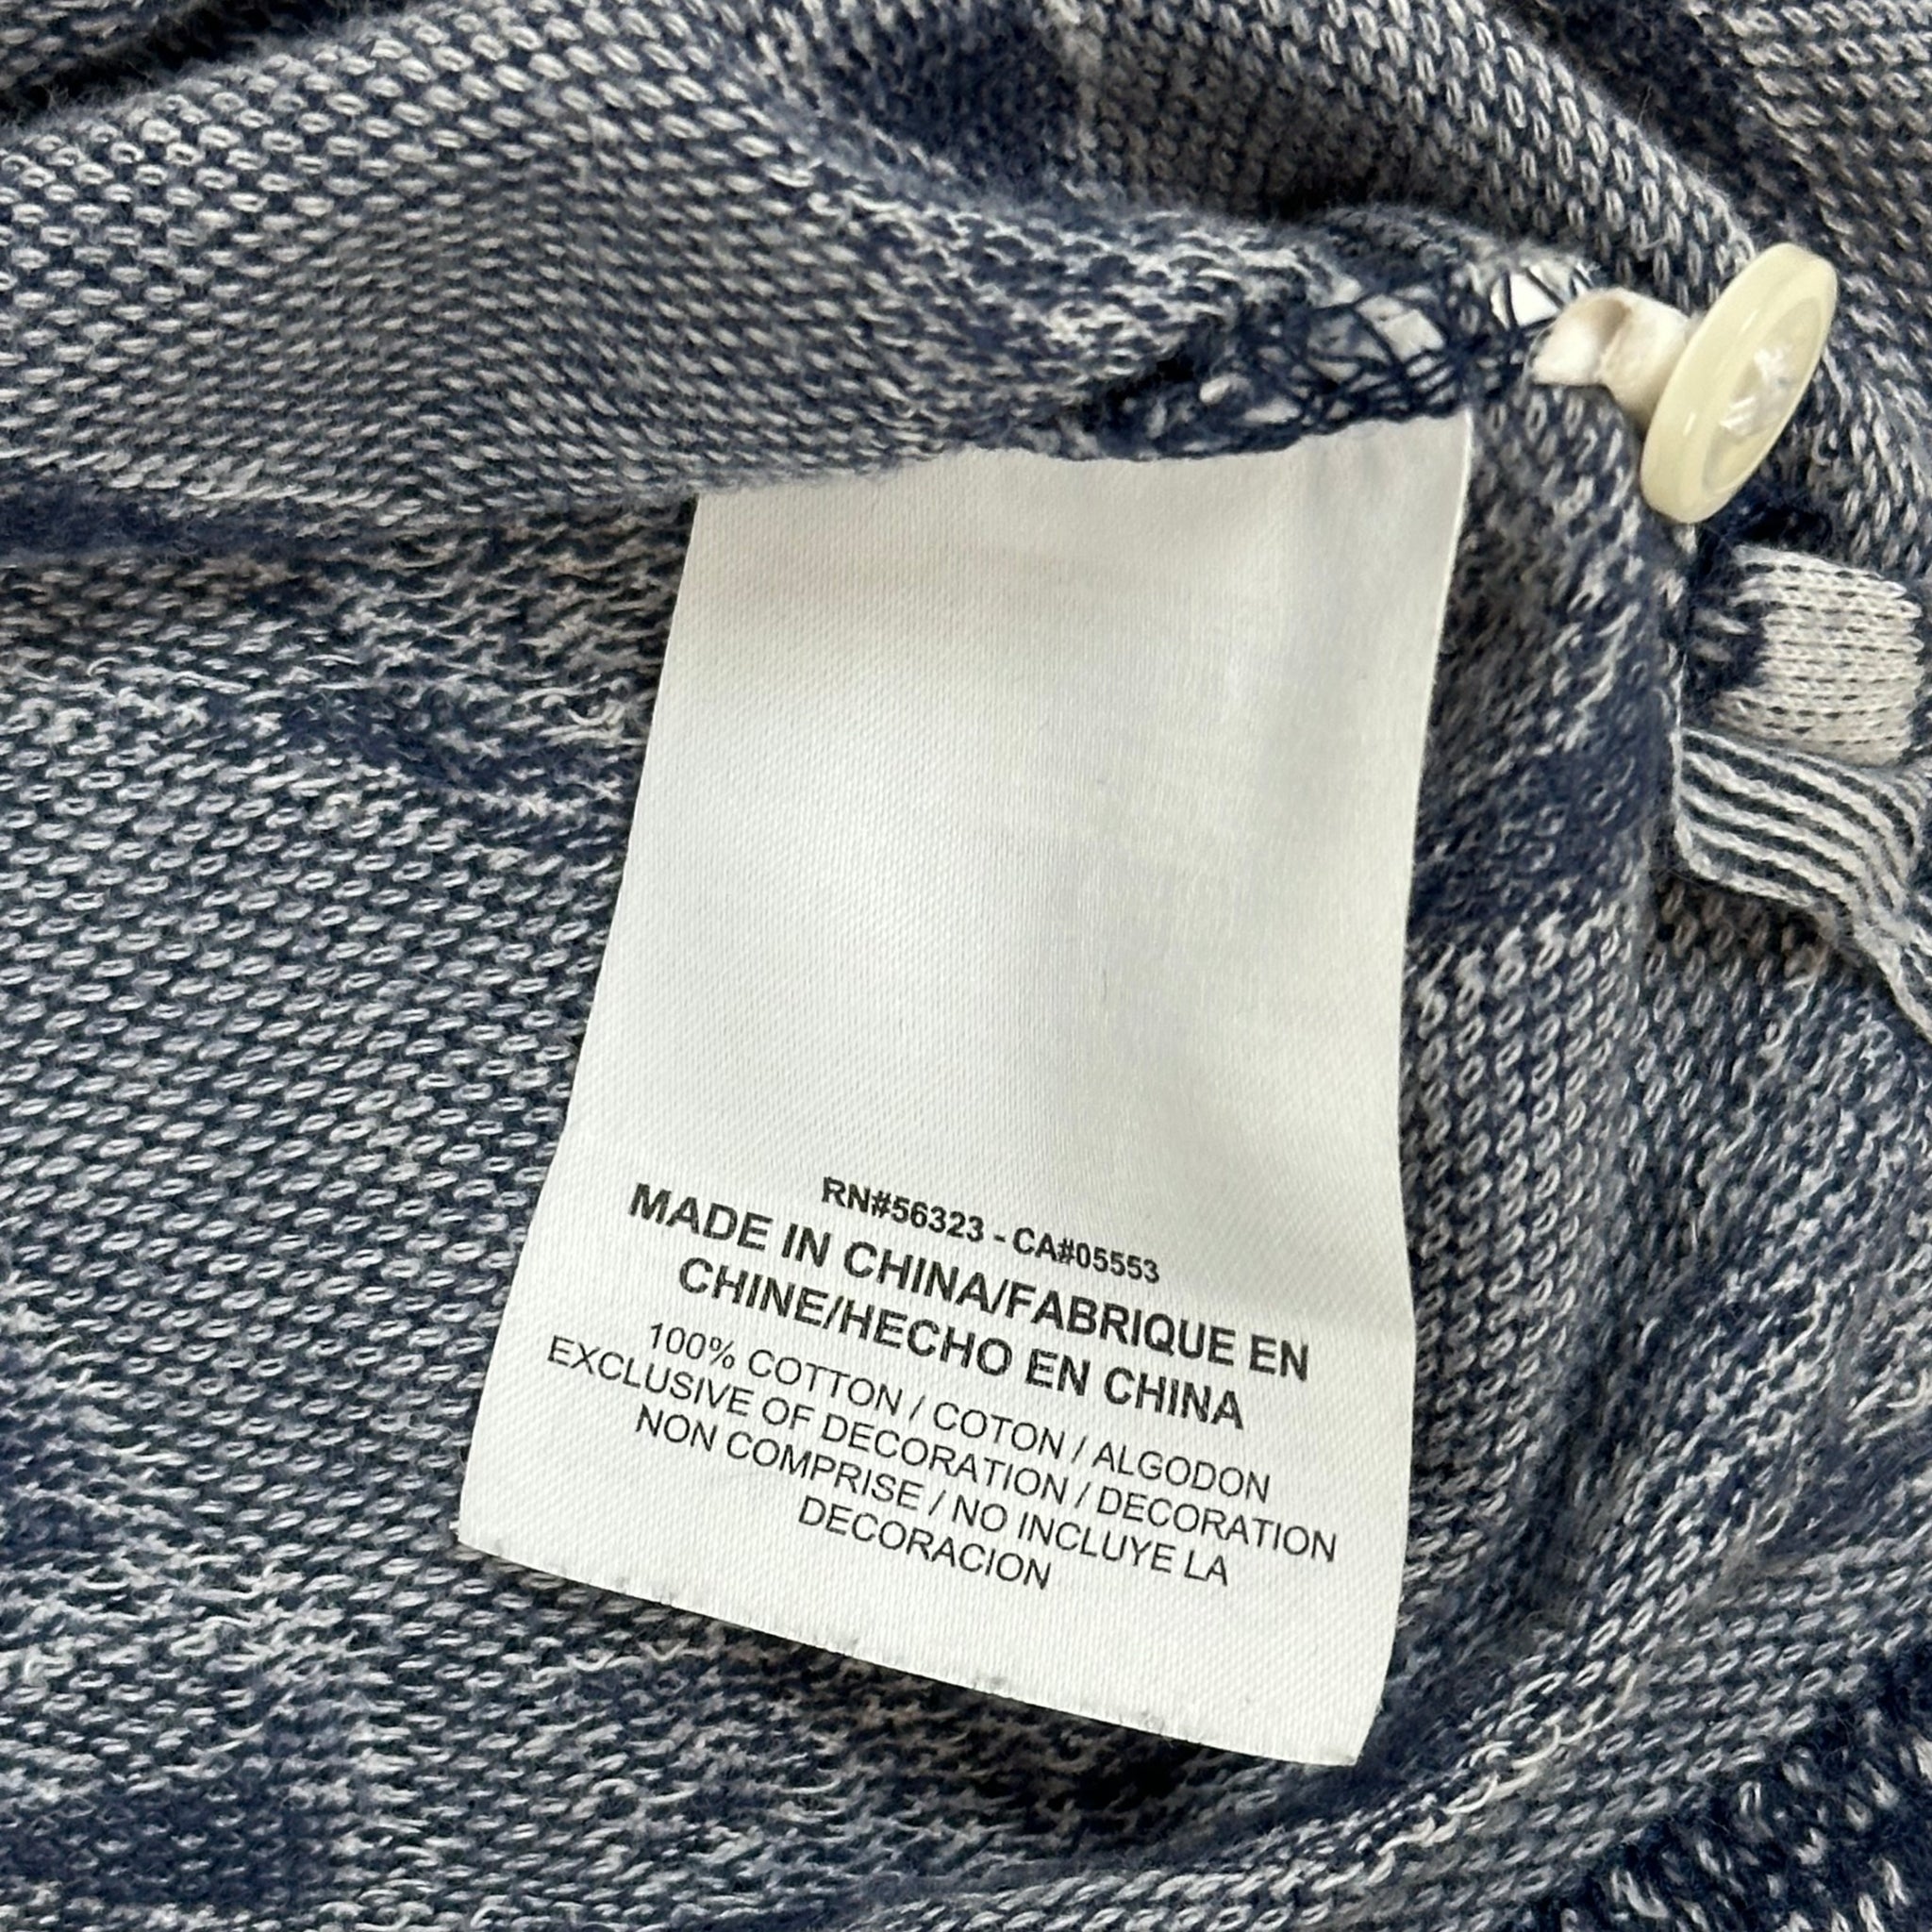 RN#56323 - CA#05553
MADE IN CHINA/FABRIQUE EN
CHINE/HECHO EN CHINA
100% COTTON / COTON / ALGODON
EXCLUSIVE OF DECORATION / DECORATION
NON COMPRISE / NO INCLUYE LA
DECORACION